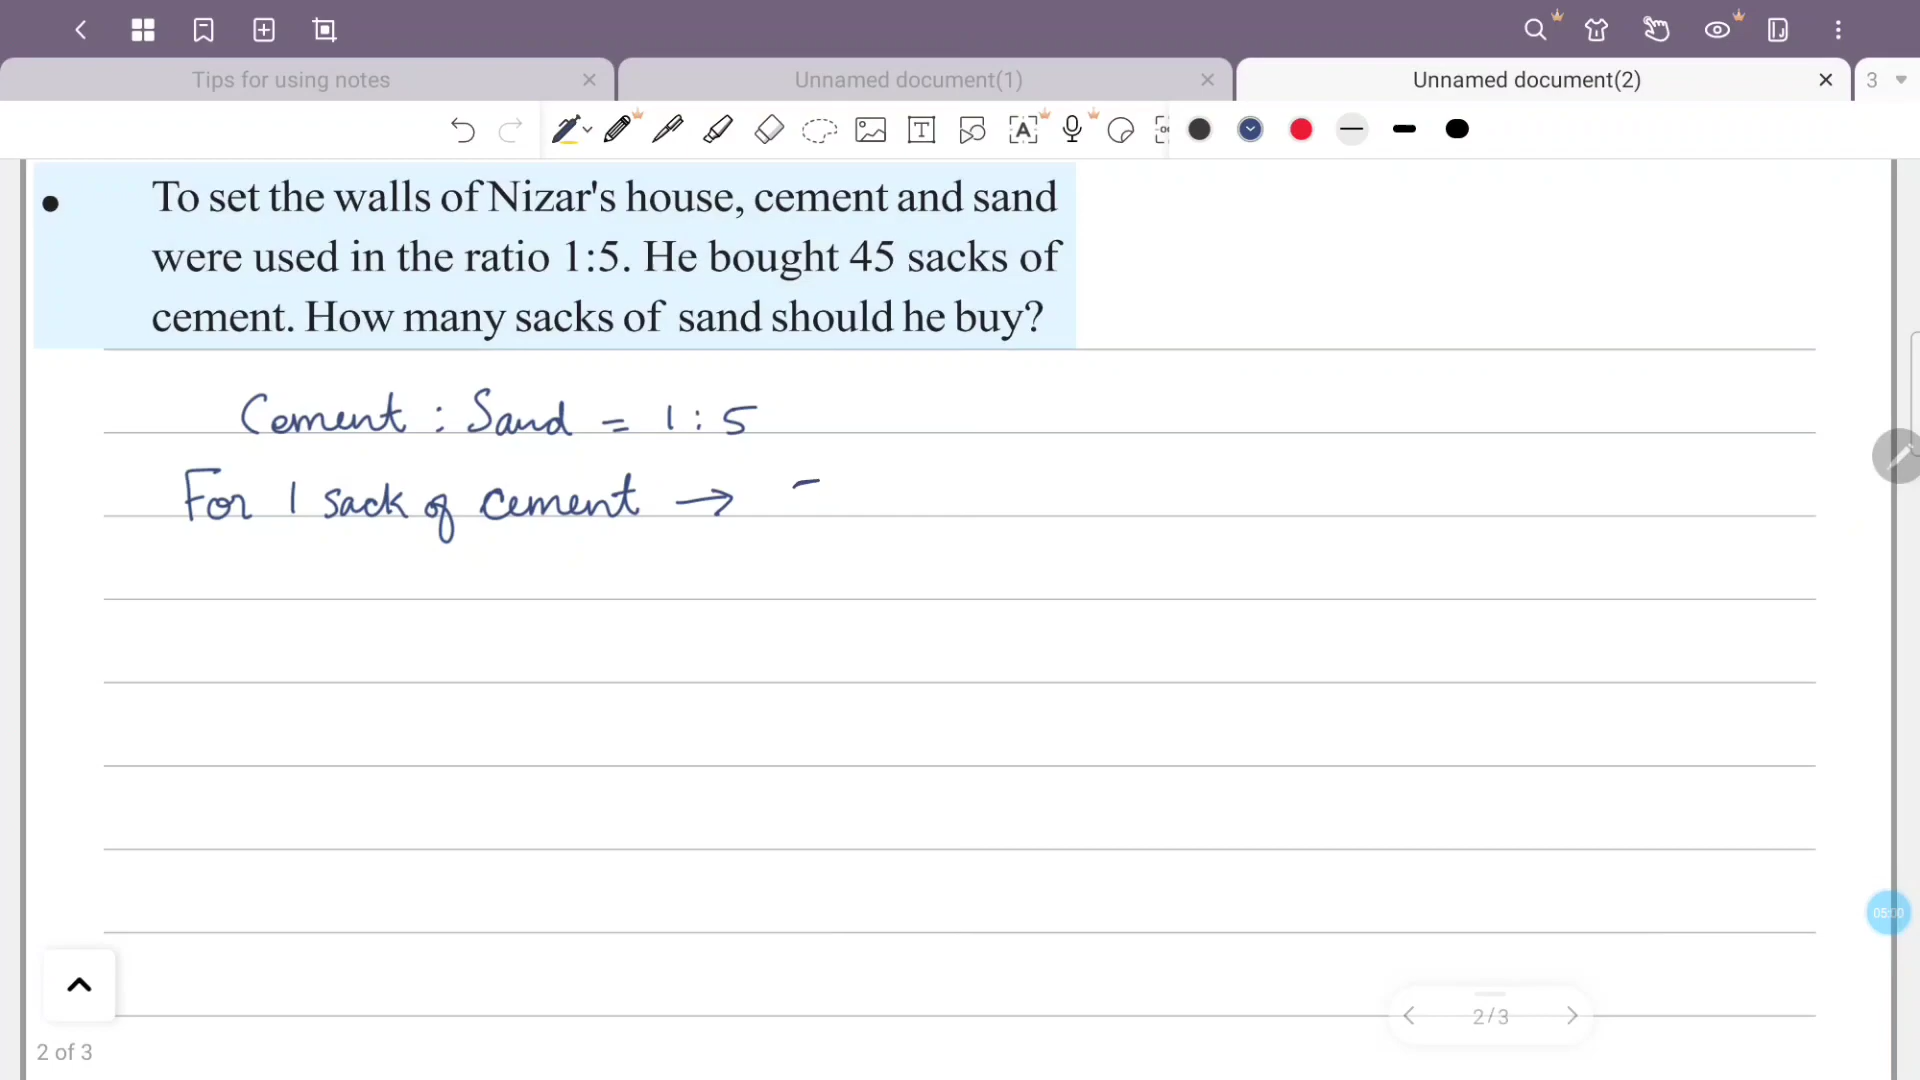 Tips for using notes
Unnamed document(1)
Unnamed document(2)
3
To set the walls of Nizar's house, cement and sand
were used in the ratio 1:5. He bought 45 sacks of
cement. How many sacks of sand should he buy?
Cement : Sand = 1 : 5
For 1 sack of cement →
05:00
2/3
2 of 3